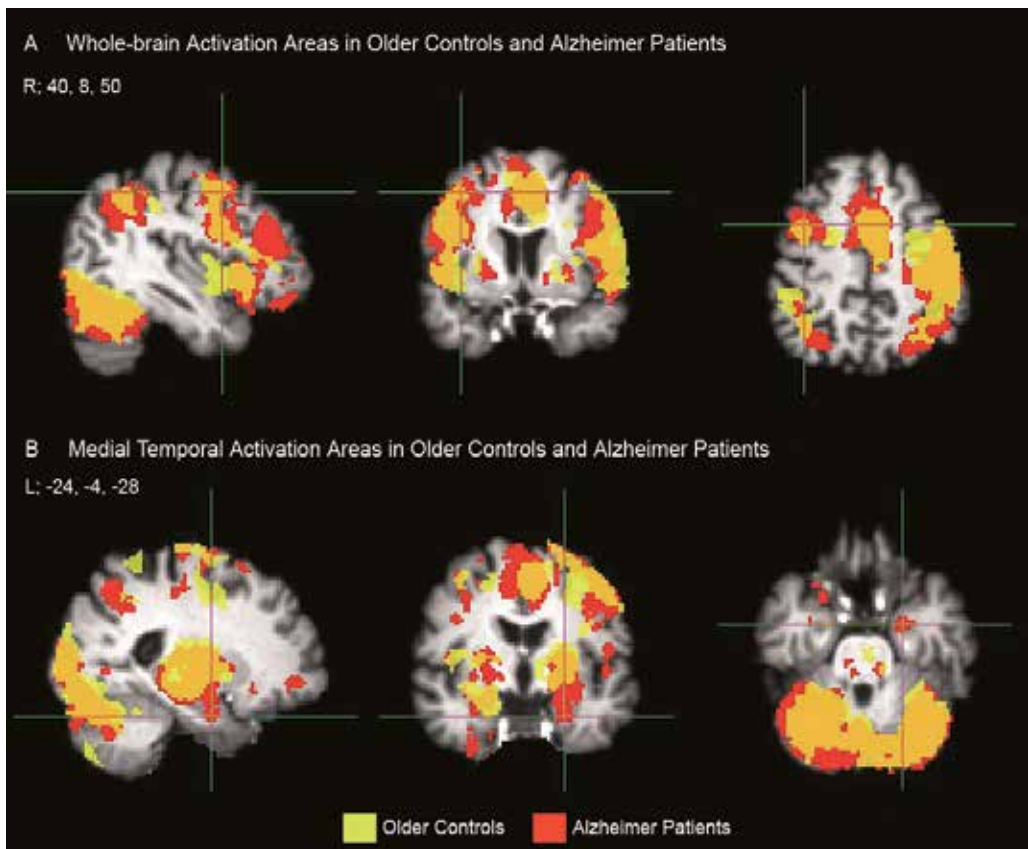 A Whole-brain Activation Areas in Older Controls and Alzheimer Patients
R: 40, 8, 50
B Medial Temporal Activation Areas in Older Controls and Alzheimer Patients
L: -24, -4, -28
Older Controls Alzheimer Patients